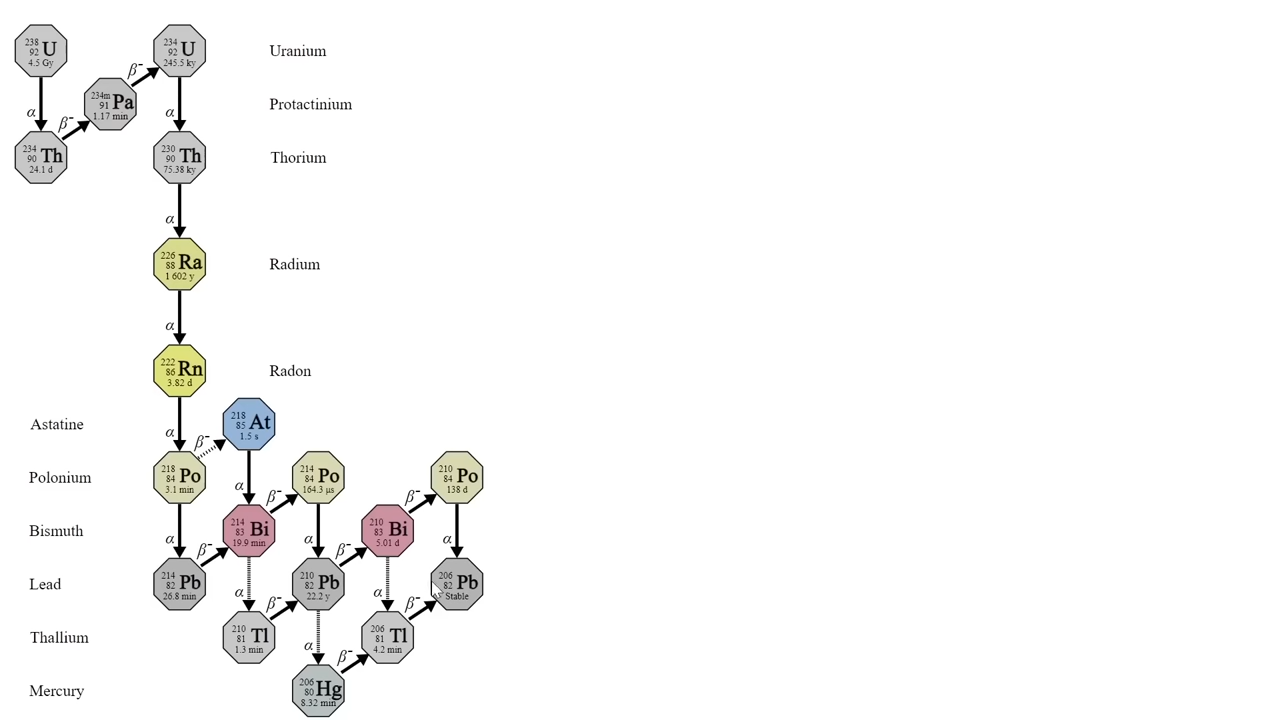 238 234
92 U 92 U Uranium
4.5 Gy 245.5 ky
β⁻
234m
91 Pa Protactinium
1.17 min
α β⁻ α
234 230
90 Th 90 Th Thorium
24.1 d 75.38 ky
α
226
88 Ra Radium
1 602 y
α
222
86 Rn Radon
3.82 d
218
Astatine 85 At
1.5 s
α β⁻
218 214 210
Polonium 84 Po 84 Po 84 Po
3.1 min 164.3 µs 138 d
α β⁻ β⁻
214 210
Bismuth 83 Bi 83 Bi
19.9 min 5.01 d
α β⁻ α β⁻ α
214 210 206
Lead 82 Pb 82 Pb 82 Pb
26.8 min 22.2 y Stable
α β⁻ α β⁻
210 206
Thallium 81 Tl 81 Tl
1.3 min 4.2 min
α β⁻
206
Mercury 80 Hg
8.32 min